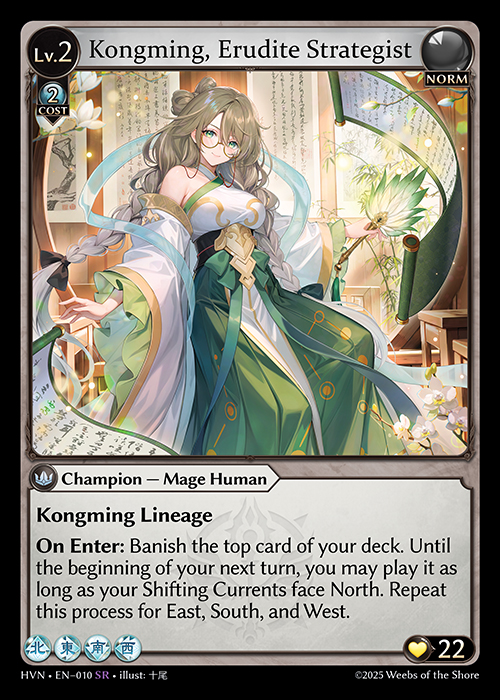 Lv.2 Kongming, Erudite Strategist
NORM
2
COST
Champion — Mage Human
Kongming Lineage
On Enter: Banish the top card of your deck. Until
the beginning of your next turn, you may play it as
long as your Shifting Currents face North. Repeat
this process for East, South, and West.
北 東 南 西
22
HVN • EN-010 SR • illust: 十尾
©2025 Weebs of the Shore